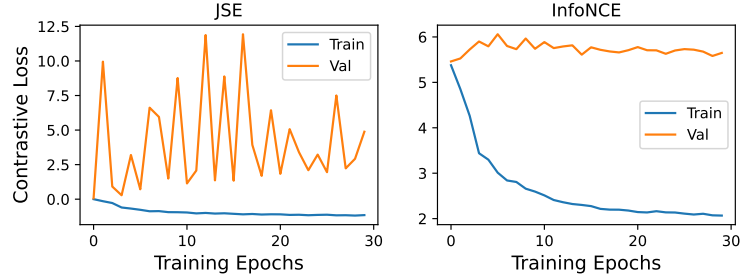 JSE
Contrastive Loss
12.5
10.0
7.5
5.0
2.5
0.0
Train
Val
0
10
20
30
Training Epochs
InfoNCE
6
5
4
3
2
Train
Val
0
10
20
30
Training Epochs